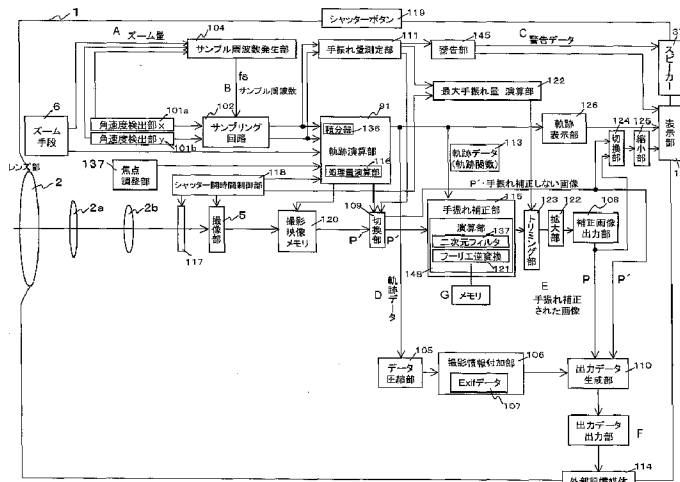 1
シャッターボタン
119
A
ズーム量
104
サンプル周波数発生部
B
fs
サンプル周波数
111
手振れ量測定部
145
警告部
C
警告データ
スピーカー
6
ズーム
手段
101a
角速度検出部X
角速度検出部y
101b
102
サンプリング
回路
91
積分器
136
軌跡演算部
116
処理量演算部
122
最大手振れ量 演算部
126
軌跡
表示部
124
切換部
125
縮小部
表示部
113
軌跡データ
(軌跡関数)
137
焦点
調整部
118
シャッター開時間制御部
レンズ部
2
2a
2b
117
5
撮像部
撮影
映像
メモリ
120
109
切換部
P'
P'
P'・手振れ補正しない画像
115
手振れ補正部
演算部
137
二次元フィルタ
フーリエ逆変換
148
121
G
メモリ
123
トリミング部
122
拡大部
108
補正画像
出力部
E
手振れ補正
された画像
P
P'
D
軌跡
データ
105
データ
圧縮部
106
撮影情報付加部
Exifデータ
107
110
出力データ
生成部
出力データ
出力部
F
114
外部記憶媒体